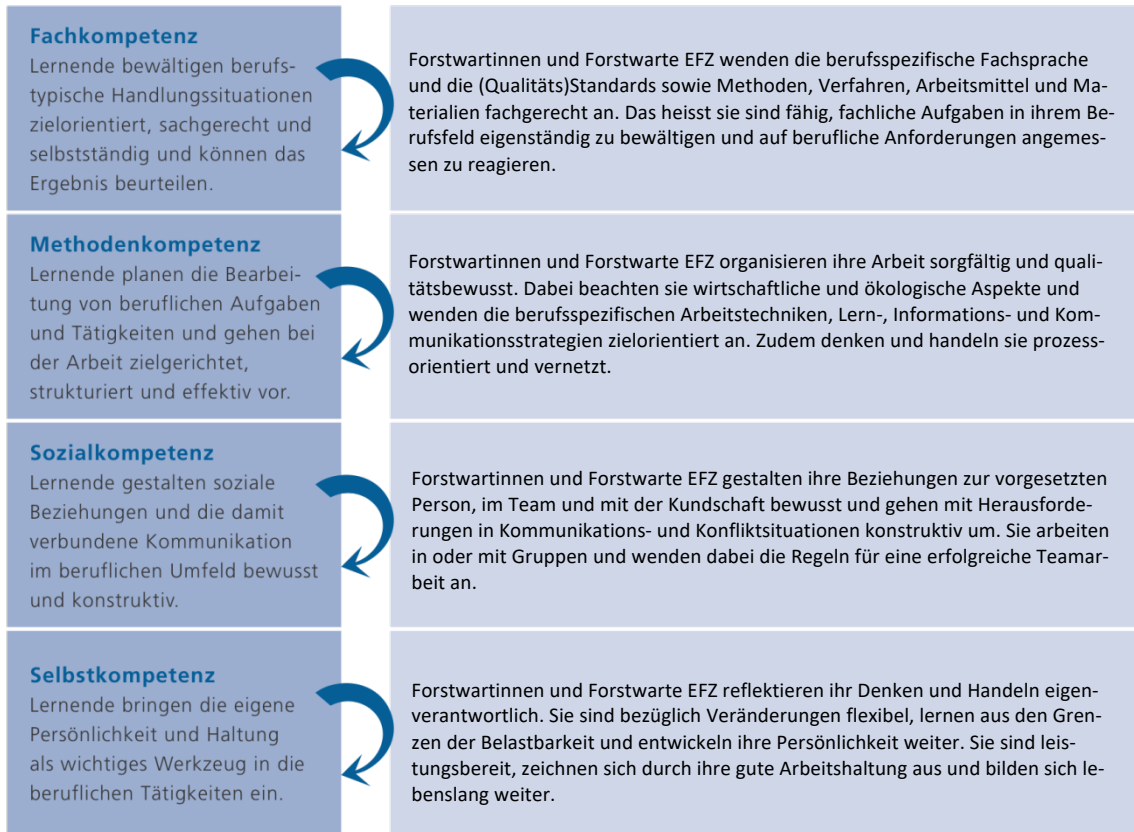 Fachkompetenz
Lernende bewältigen berufs-
typische Handlungssituationen
zielorientiert, sachgerecht und
selbstständig und können das
Ergebnis beurteilen.
Forstwartinnen und Forstwarte EFZ wenden die berufsspezifische Fachsprache
und die (Qualitäts)Standards sowie Methoden, Verfahren, Arbeitsmittel und Ma-
terialien fachgerecht an. Das heisst sie sind fähig, fachliche Aufgaben in ihrem Be-
rufsfeld eigenständig zu bewältigen und auf berufliche Anforderungen angemes-
sen zu reagieren.
Methodenkompetenz
Lernende planen die Bearbei-
tung von beruflichen Aufgaben
und Tätigkeiten und gehen bei
der Arbeit zielgerichtet,
strukturiert und effektiv vor.
Forstwartinnen und Forstwarte EFZ organisieren ihre Arbeit sorgfältig und quali-
tätsbewusst. Dabei beachten sie wirtschaftliche und ökologische Aspekte und
wenden die berufsspezifischen Arbeitstechniken, Lern-, Informations- und Kom-
munikationsstrategien zielorientiert an. Zudem denken und handeln sie prozess-
orientiert und vernetzt.
Sozialkompetenz
Lernende gestalten soziale
Beziehungen und die damit
verbundene Kommunikation
im beruflichen Umfeld bewusst
und konstruktiv.
Forstwartinnen und Forstwarte EFZ gestalten ihre Beziehungen zur vorgesetzten
Person, im Team und mit der Kundschaft bewusst und gehen mit Herausforde-
rungen in Kommunikations- und Konfliktsituationen konstruktiv um. Sie arbeiten
in oder mit Gruppen und wenden dabei die Regeln für eine erfolgreiche Teamar-
beit an.
Selbstkompetenz
Lernende bringen die eigene
Persönlichkeit und Haltung
als wichtiges Werkzeug in die
beruflichen Tätigkeiten ein.
Forstwartinnen und Forstwarte EFZ reflektieren ihr Denken und Handeln eigen-
verantwortlich. Sie sind bezüglich Veränderungen flexibel, lernen aus den Gren-
zen der Belastbarkeit und entwickeln ihre Persönlichkeit weiter. Sie sind leis-
tungsbereit, zeichnen sich durch ihre gute Arbeitshaltung aus und bilden sich le-
benslang weiter.